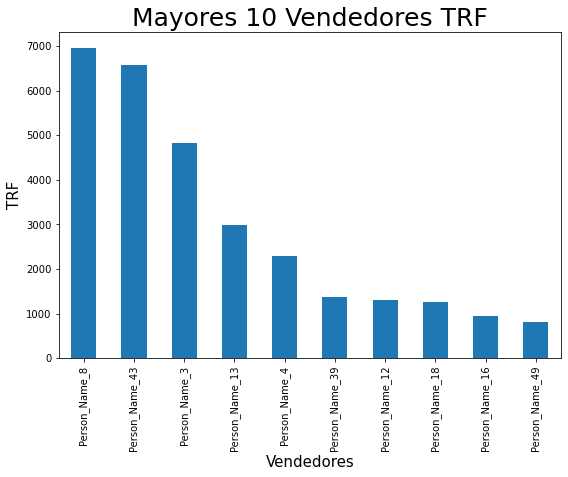 Mayores 10 Vendedores TRF
TRF
7000
6000
5000
4000
3000
2000
1000
0
Person_Name_8
Person_Name_43
Person_Name_3
Person_Name_13
Person_Name_4
Person_Name_39
Person_Name_12
Person_Name_18
Person_Name_16
Person_Name_49
Vendedores